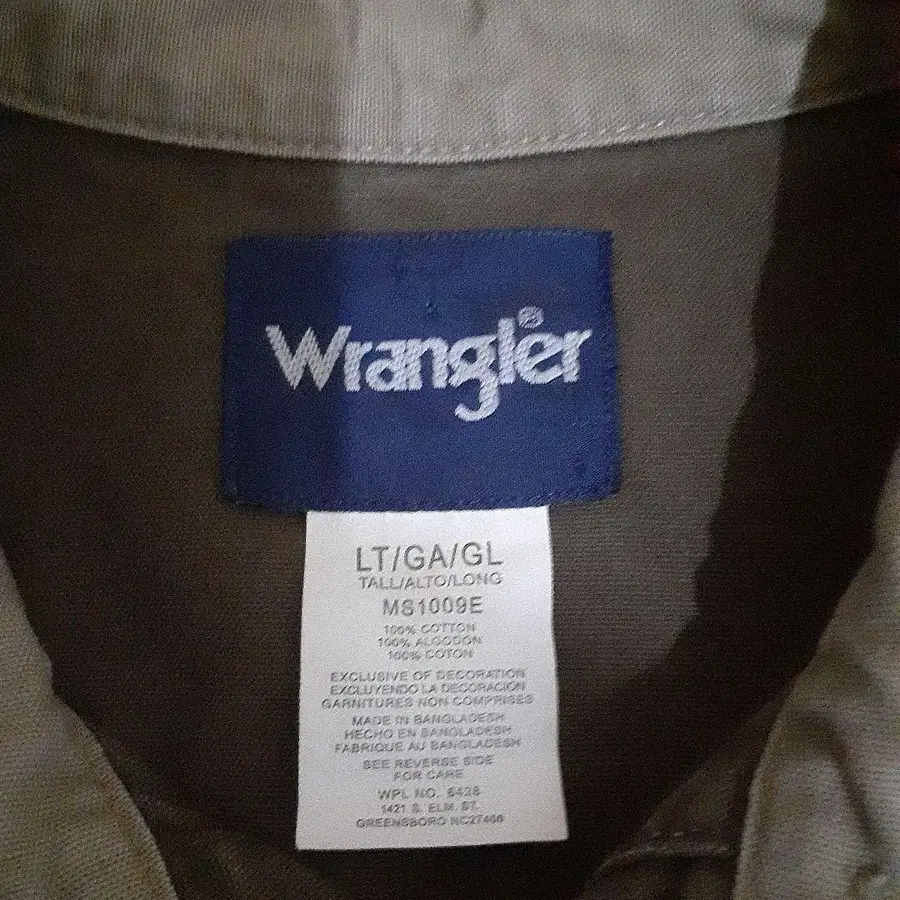 Wrangler®
LT/GA/GL
TALL/ALTO/LONG
MS1009E
100% COTTON
100% ALGODON
100% COTON
EXCLUSIVE OF DECORATION
EXCLUYENDO LA DECORACION
GARNITURES NON COMPRISES
MADE IN BANGLADESH
HECHO EN BANGLADESH
FABRIQUE AU BANGLADESH
SEE REVERSE SIDE
FOR CARE
WPL NO. 6428
1421 S. ELM. ST.
GREENSBORO NC27406